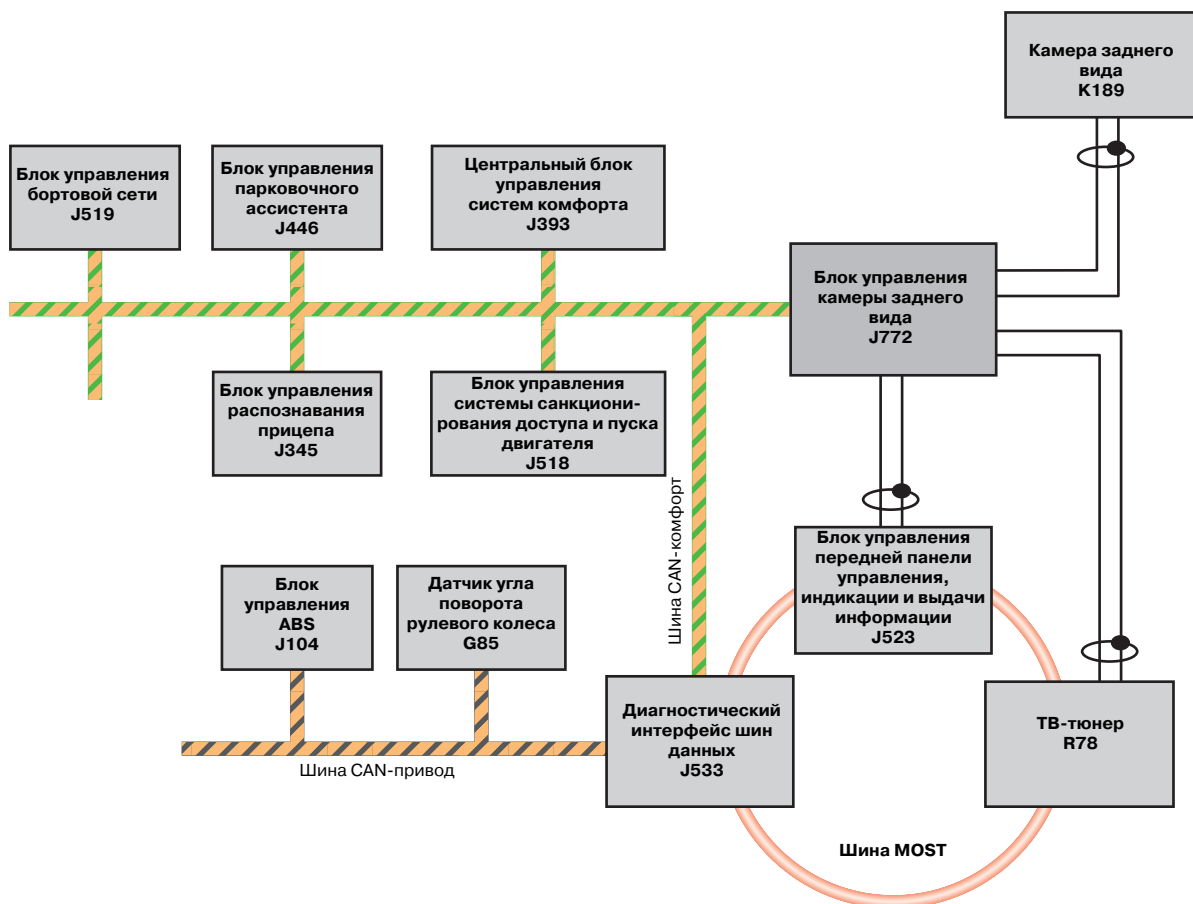 Камера заднего
вида
K189
Блок управления
бортовой сети
J519
Блок управления
парковочного
ассистента
J446
Центральный блок
управления
систем комфорта
J393
Блок управления
камеры заднего
вида
J772
Блок управления
распознавания
прицепа
J345
Блок управления
системы санкциони-
рования доступа и пуска
двигателя
J518
Шина CAN-комфорт
Блок управления
передней панели
управления,
индикации и выдачи
информации
J523
Блок
управления
ABS
J104
Датчик угла
поворота
рулевого колеса
G85
Диагностический
интерфейс шин
данных
J533
ТВ-тюнер
R78
Шина CAN-привод
Шина MOST